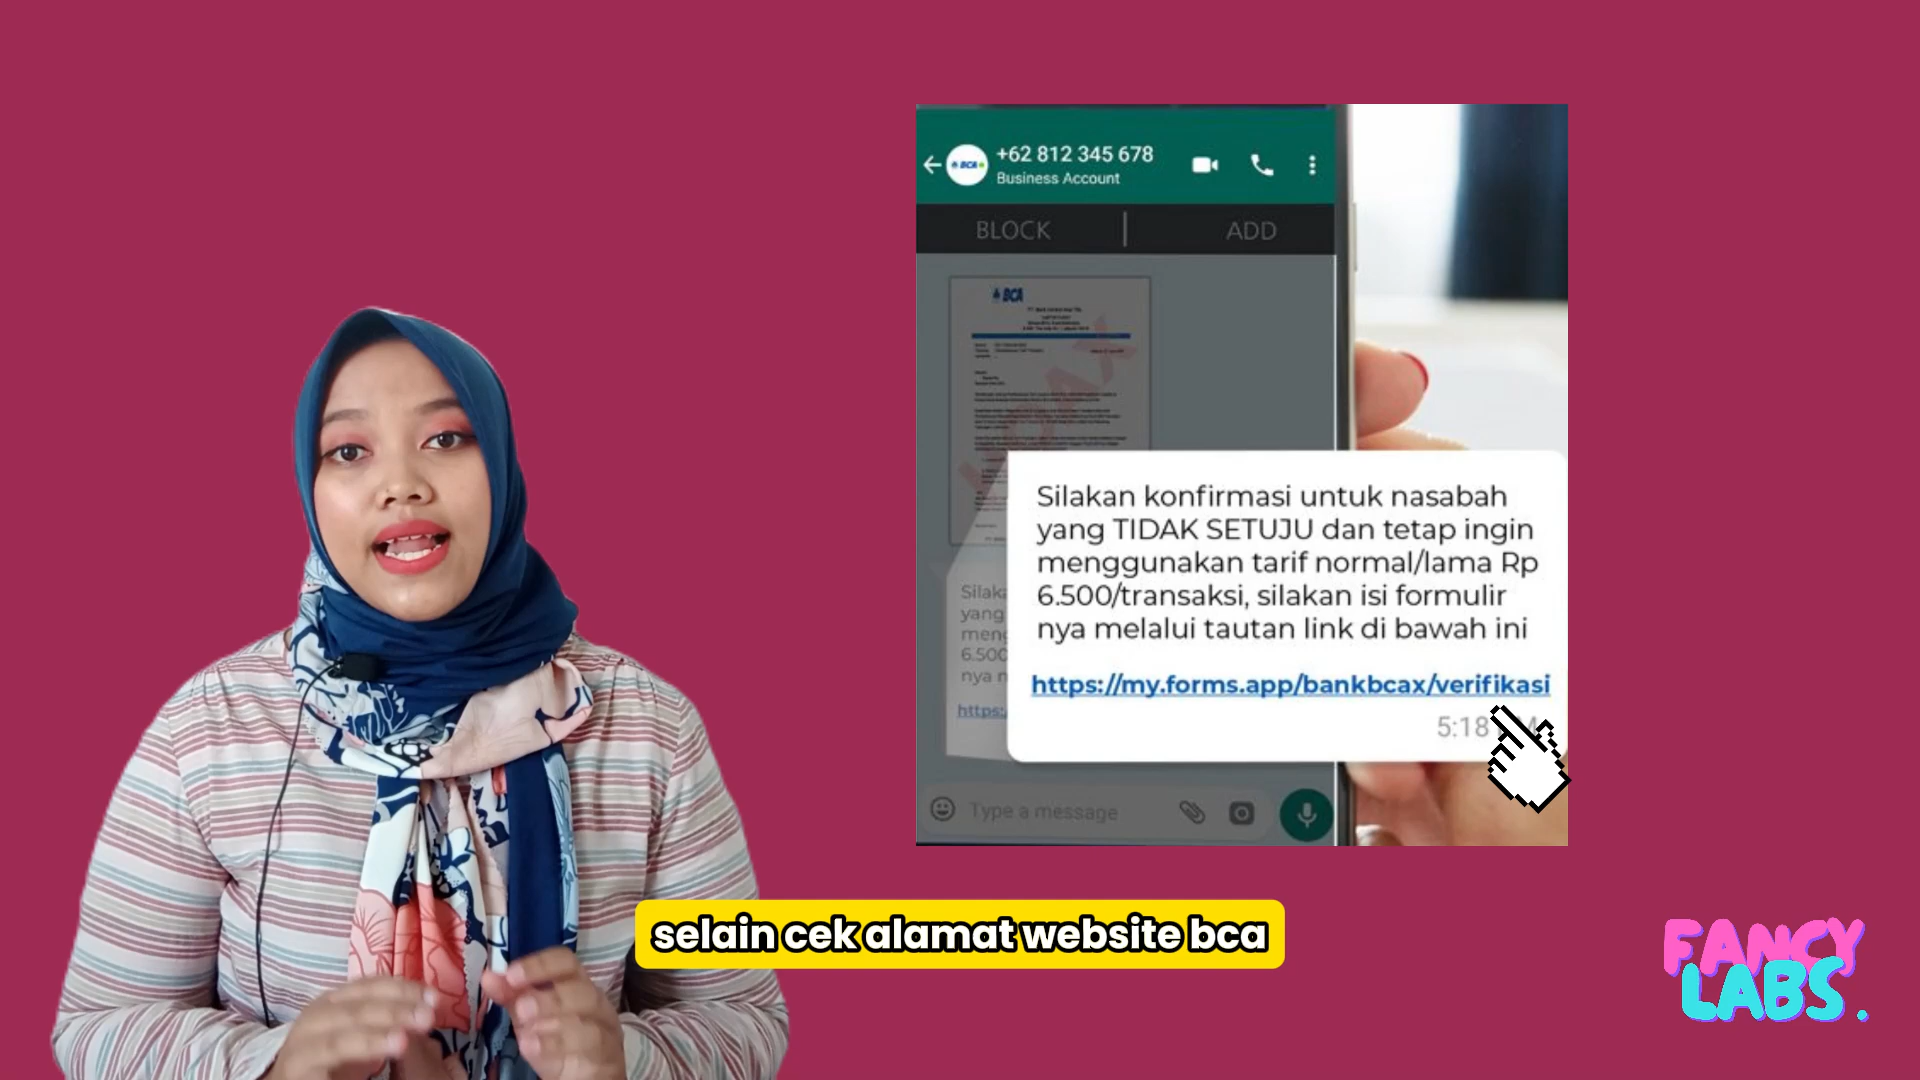 +62 812 345 678
Business Account
BLOCK
ADD
BCA
HOAX
Silakan konfirmasi untuk nasabah
yang TIDAK SETUJU dan tetap ingin
menggunakan tarif normal/lama Rp
6.500/transaksi, silakan isi formulir
nya melalui tautan link di bawah ini
https://my.forms.app/bankbcax/verifikasi
5:18
Type a message
selain cek alamat website bca
FANCY
LABS.